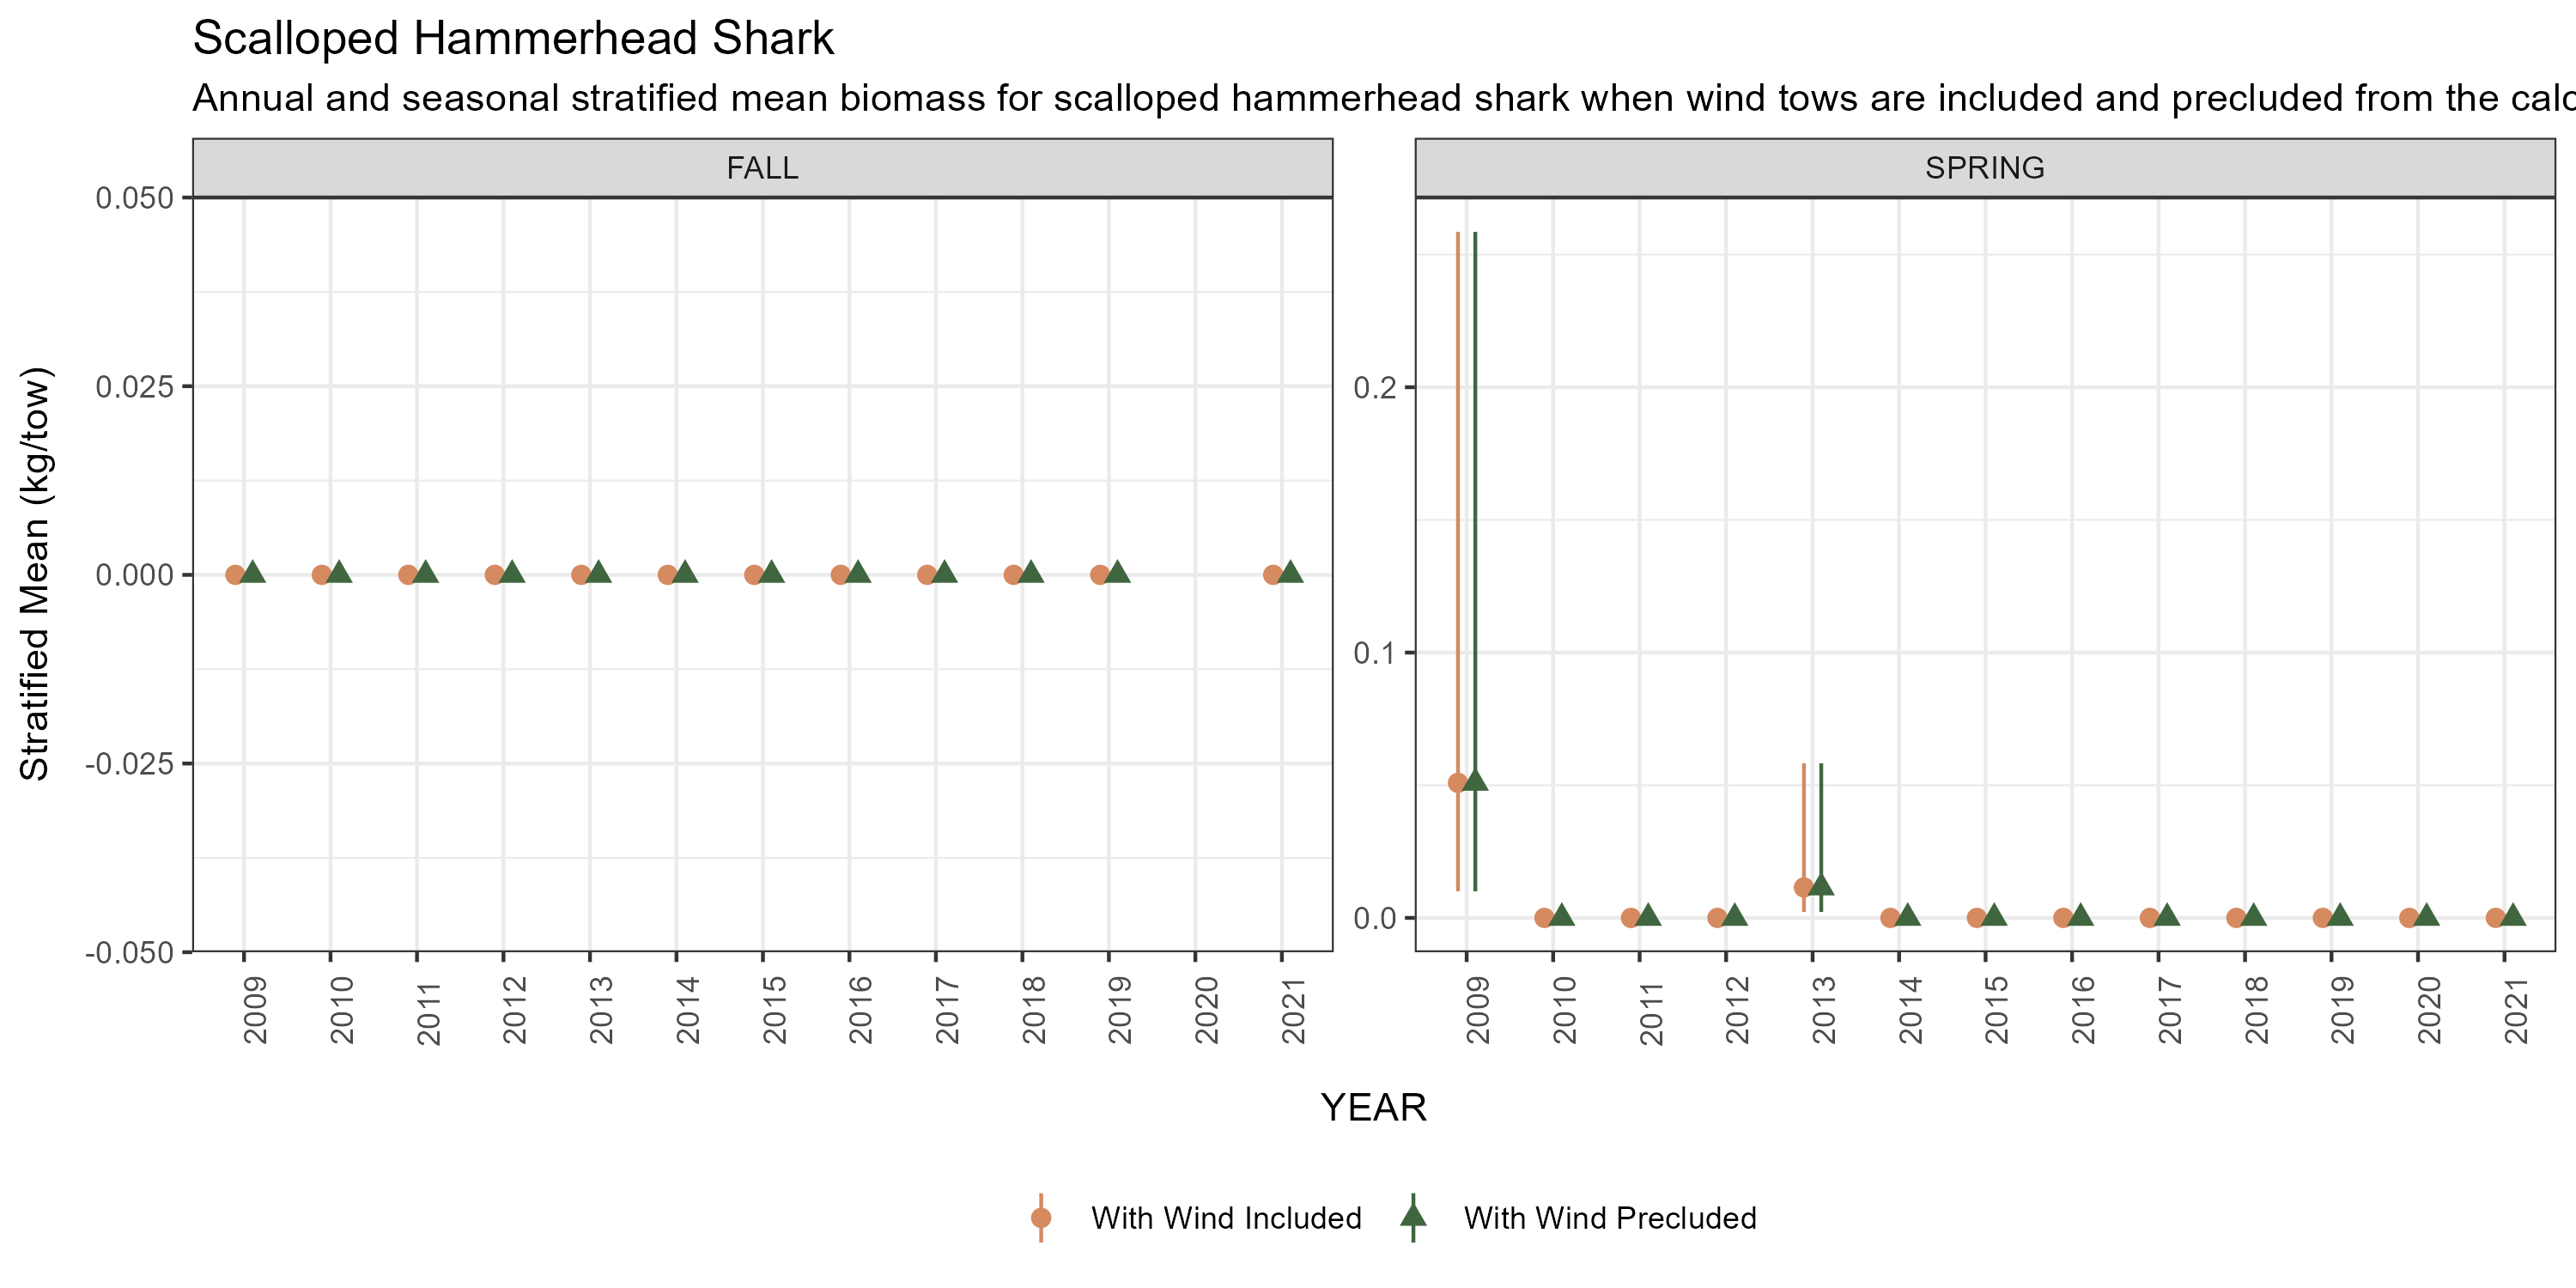 Scalloped Hammerhead Shark
Annual and seasonal stratified mean biomass for scalloped hammerhead shark when wind tows are included and precluded from the calc
FALL
SPRING
Stratified Mean (kg/tow)
0.050
0.025
0.000
-0.025
-0.050
0.2
0.1
0.0
2009 2010 2011 2012 2013 2014 2015 2016 2017 2018 2019 2020 2021
2009 2010 2011 2012 2013 2014 2015 2016 2017 2018 2019 2020 2021
YEAR
With Wind Included
With Wind Precluded